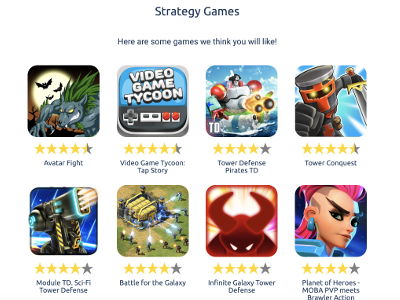 Strategy Games
Here are some games we think you will like!
VIDEO
GAME
TYCOON
TD
Avatar Fight
Video Game Tycoon:
Tap Story
Tower Defense
Pirates TD
Tower Conquest
Module TD. Sci-Fi
Tower Defense
Battle for the Galaxy
Infinite Galaxy Tower
Defense
Planet of Heroes -
MOBA PVP meets
Brawler Action